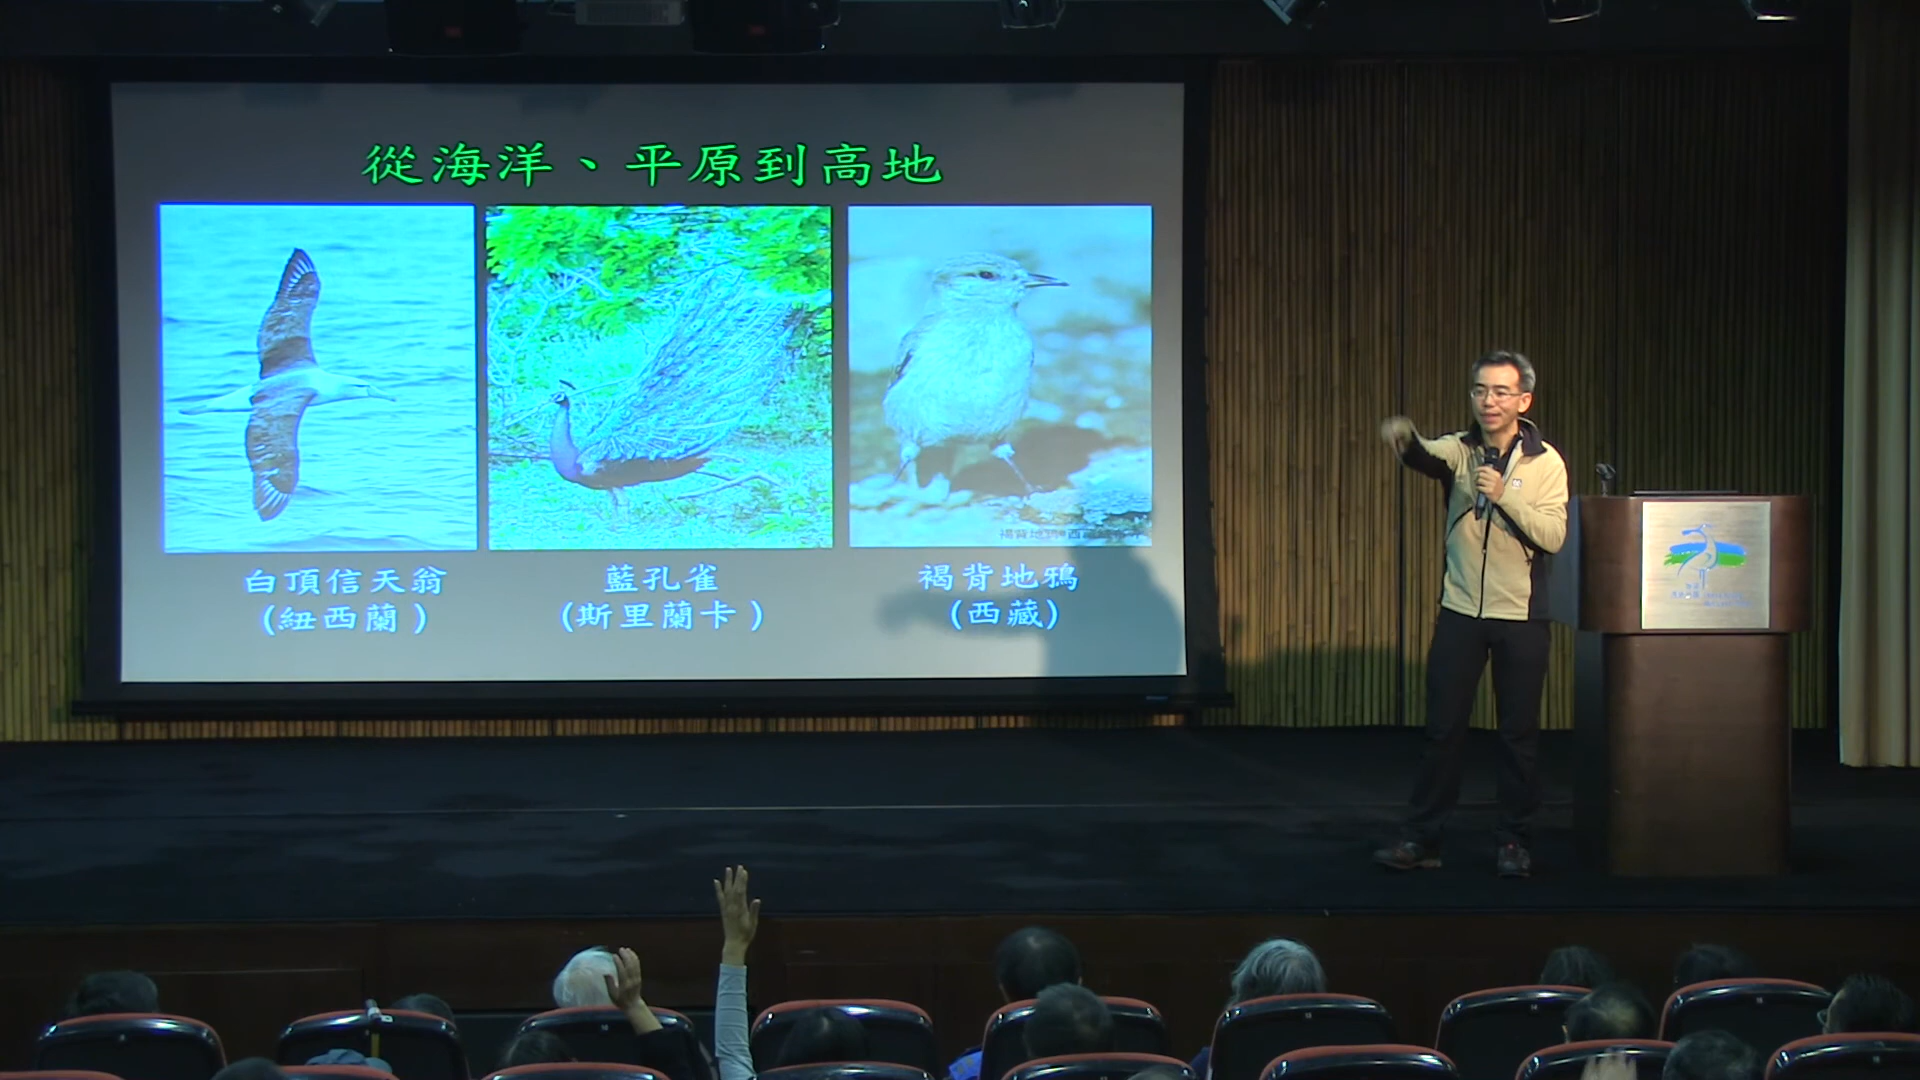 從海洋、平原到高地
白頂信天翁
(紐西蘭)
藍孔雀
(斯里蘭卡)
褐背地鴉
(西藏)